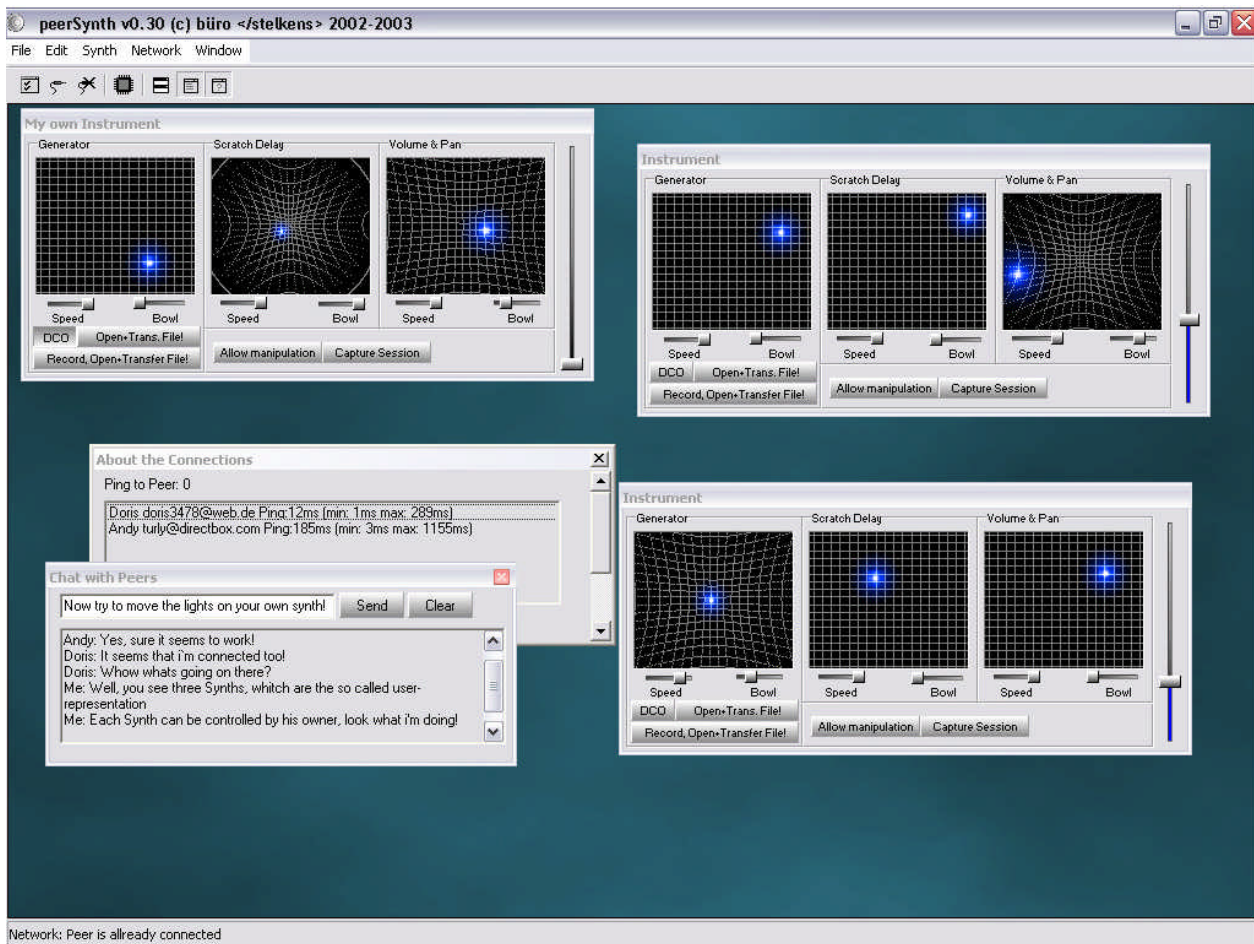 peerSynth v0.30 (c) büro </stelkens> 2002-2003
File Edit Synth Network Window
My own Instrument
Generator Scratch Delay Volume & Pan
Speed Bowl Speed Bowl Speed Bowl
DCO Open+Trans. File!
Record, Open+Transfer File! Allow manipulation Capture Session
Instrument
Generator Scratch Delay Volume & Pan
Speed Bowl Speed Bowl Speed Bowl
DCO Open+Trans. File!
Record, Open+Transfer File! Allow manipulation Capture Session
About the Connections
Ping to Peer: 0
Doris doris3478@web.de Ping:12ms (min: 1ms max: 289ms)
Andy turly@directbox.com Ping:185ms (min: 3ms max: 1155ms)
Chat with Peers
Now try to move the lights on your own synth! Send Clear
Andy: Yes, sure it seems to work!
Doris: It seems that i`m connected too!
Doris: Whow whats going on there?
Me: Well, you see three Synths, whitch are the so called user-
representation
Me: Each Synth can be controlled by his owner, look what i'm doing!
Instrument
Generator Scratch Delay Volume & Pan
Speed Bowl Speed Bowl Speed Bowl
DCO Open+Trans. File!
Record, Open+Transfer File! Allow manipulation Capture Session
Network: Peer is allready connected